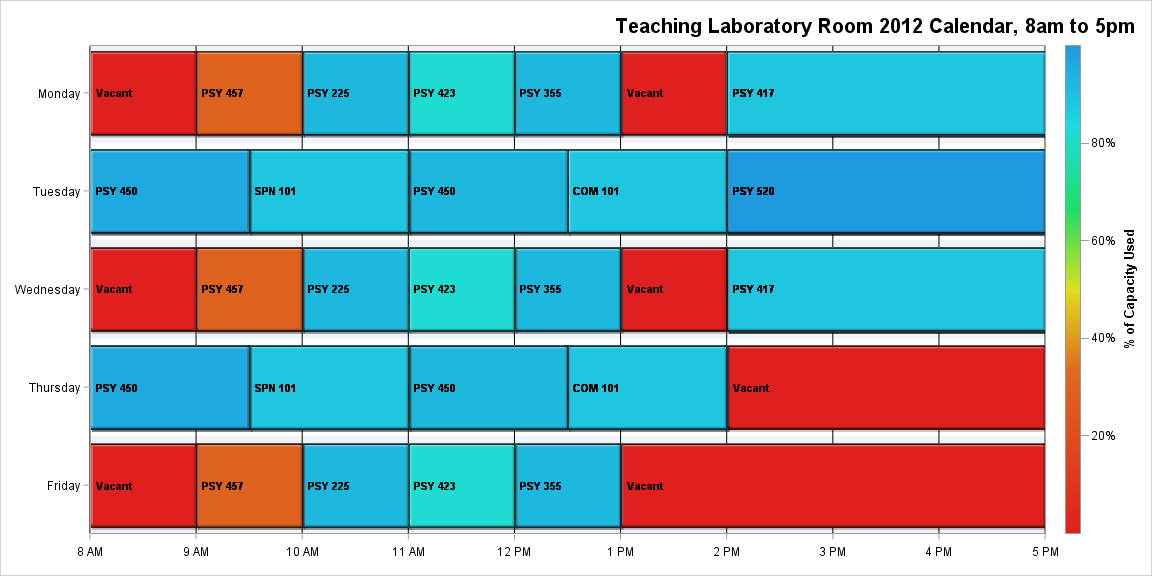 Teaching Laboratory Room 2012 Calendar, 8am to 5pm
Monday
Vacant
PSY 457
PSY 225
PSY 423
PSY 355
Vacant
PSY 417
Tuesday
PSY 450
SPN 101
PSY 450
COM 101
PSY 520
Wednesday
Vacant
PSY 457
PSY 225
PSY 423
PSY 355
Vacant
PSY 417
Thursday
PSY 450
SPN 101
PSY 450
COM 101
Vacant
Friday
Vacant
PSY 457
PSY 225
PSY 423
PSY 355
Vacant
8 AM
9 AM
10 AM
11 AM
12 PM
1 PM
2 PM
3 PM
4 PM
5 PM
80%
60%
40%
20%
% of Capacity Used